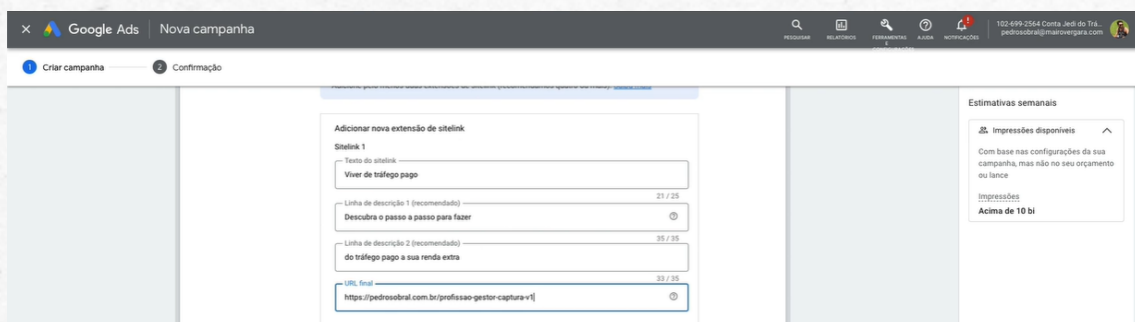 × Google Ads | Nova campanha
PESQUISAR
RELATÓRIOS
FERRAMENTAS E CONFIGURAÇÕES
AJUDA
NOTIFICAÇÕES
102-699-2564 Conta Jedi do Trá...
pedrosobral@mairovergara.com
1 Criar campanha
2 Confirmação
Adicionar nova extensão de sitelink
Sitelink 1
Texto do sitelink
Viver de tráfego pago
21 / 25
Linha de descrição 1 (recomendado)
Descubra o passo a passo para fazer
35 / 35
Linha de descrição 2 (recomendado)
do tráfego pago a sua renda extra
33 / 35
URL final
https://pedrosobral.com.br/profissao-gestor-captura-v1
Estimativas semanais
Impressões disponíveis
Com base nas configurações da sua
campanha, mas não no seu orçamento
ou lance
Impressões
Acima de 10 bi